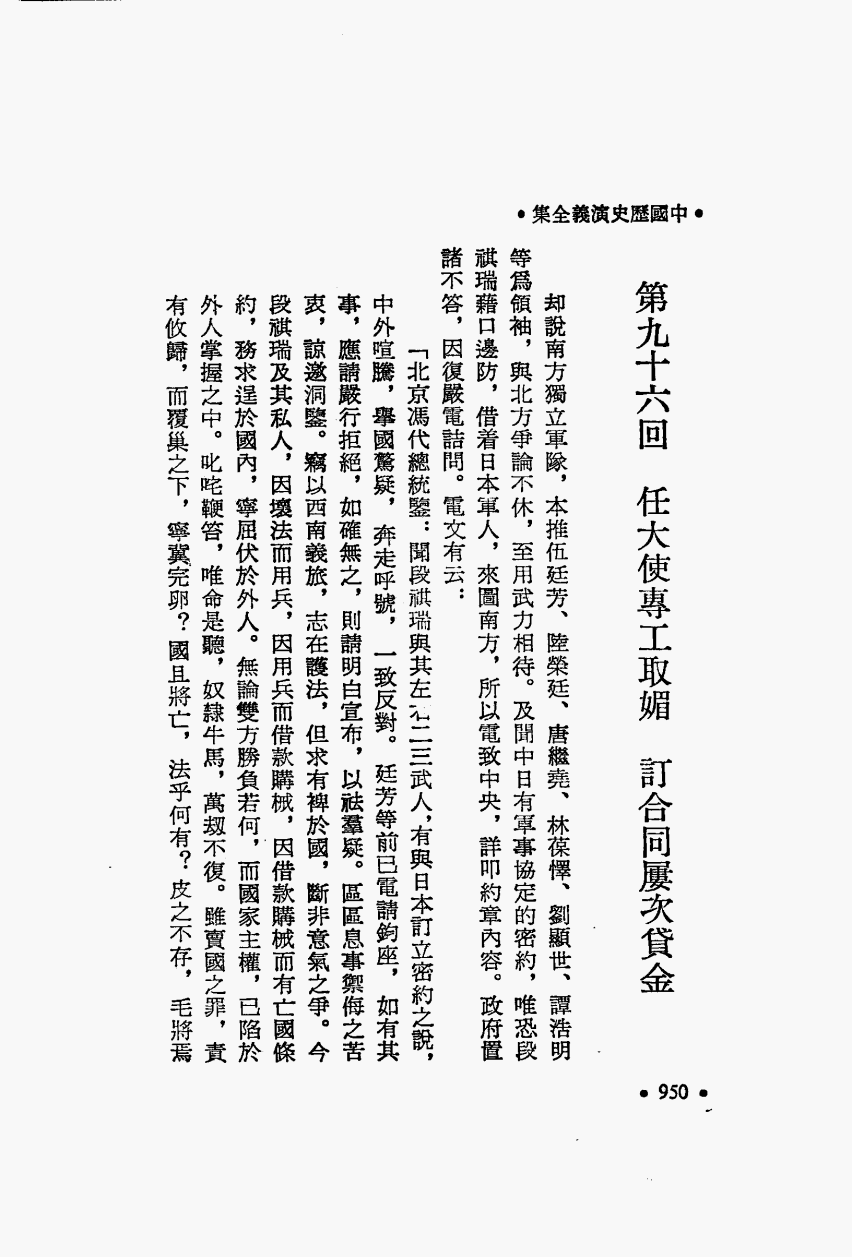 •中國歷史演義全集•
第九十六回　任大使專工取媚　訂合同屢次貸金
却說南方獨立軍隊，本推伍廷芳、陸榮廷、唐繼堯、林葆懌、劉顯世、譚浩明
等爲領袖，與北方爭論不休，至用武力相待。及聞中日有軍事協定的密約，唯恐段
祺瑞藉口邊防，借着日本軍人，來圖南方，所以電致中央，詳叩約章內容。政府置
諸不答，因復嚴電詰問。電文有云：
「北京馮代總統鑒：聞段祺瑞與其左右二三武人，有與日本訂立密約之說，
中外喧騰，舉國驚疑，奔走呼號，一致反對。廷芳等前已電請鈞座，如有其
事，應請嚴行拒絕，如確無之，則請明白宣布，以祛羣疑。區區息事禦侮之苦
衷，諒邀洞鑒。竊以西南義旅，志在護法，但求有裨於國，斷非意氣之爭。今
段祺瑞及其私人，因壞法而用兵，因用兵而借款購械，因借款購械而有亡國條
約，務求逞於國內，寧屈伏於外人。無論雙方勝負若何，而國家主權，已陷於
外人掌握之中。叱咤鞭笞，唯命是聽，奴隸牛馬，萬刼不復。雖賣國之罪，責
有攸歸，而覆巢之下，寧冀完卵？國且將亡，法乎何有？皮之不存，毛將焉
•950•